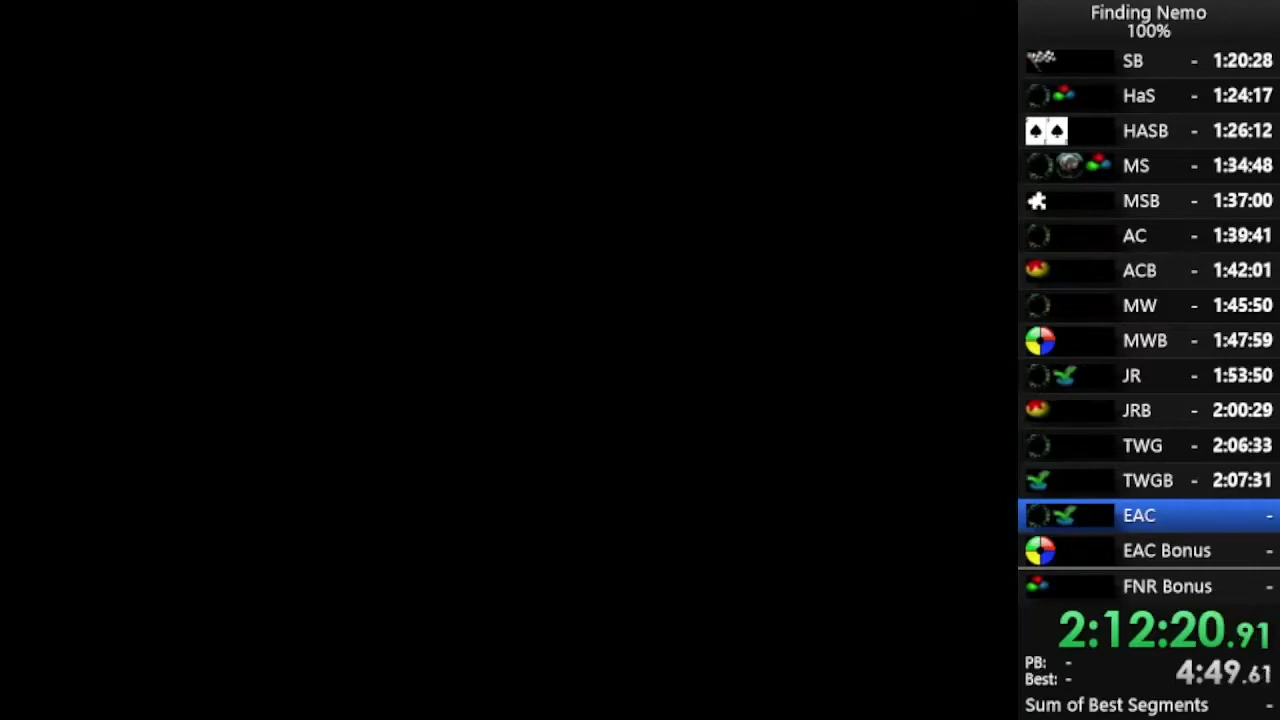 Finding Nemo
100%
SB - 1:20:28
HaS - 1:24:17
HASB - 1:26:12
MS - 1:34:48
MSB - 1:37:00
AC - 1:39:41
ACB - 1:42:01
MW - 1:45:50
MWB - 1:47:59
JR - 1:53:50
JRB - 2:00:29
TWG - 2:06:33
TWGB - 2:07:31
EAC -
EAC Bonus -
FNR Bonus -
2:12:20.91
PB: -
Best: - 4:49.61
Sum of Best Segments -